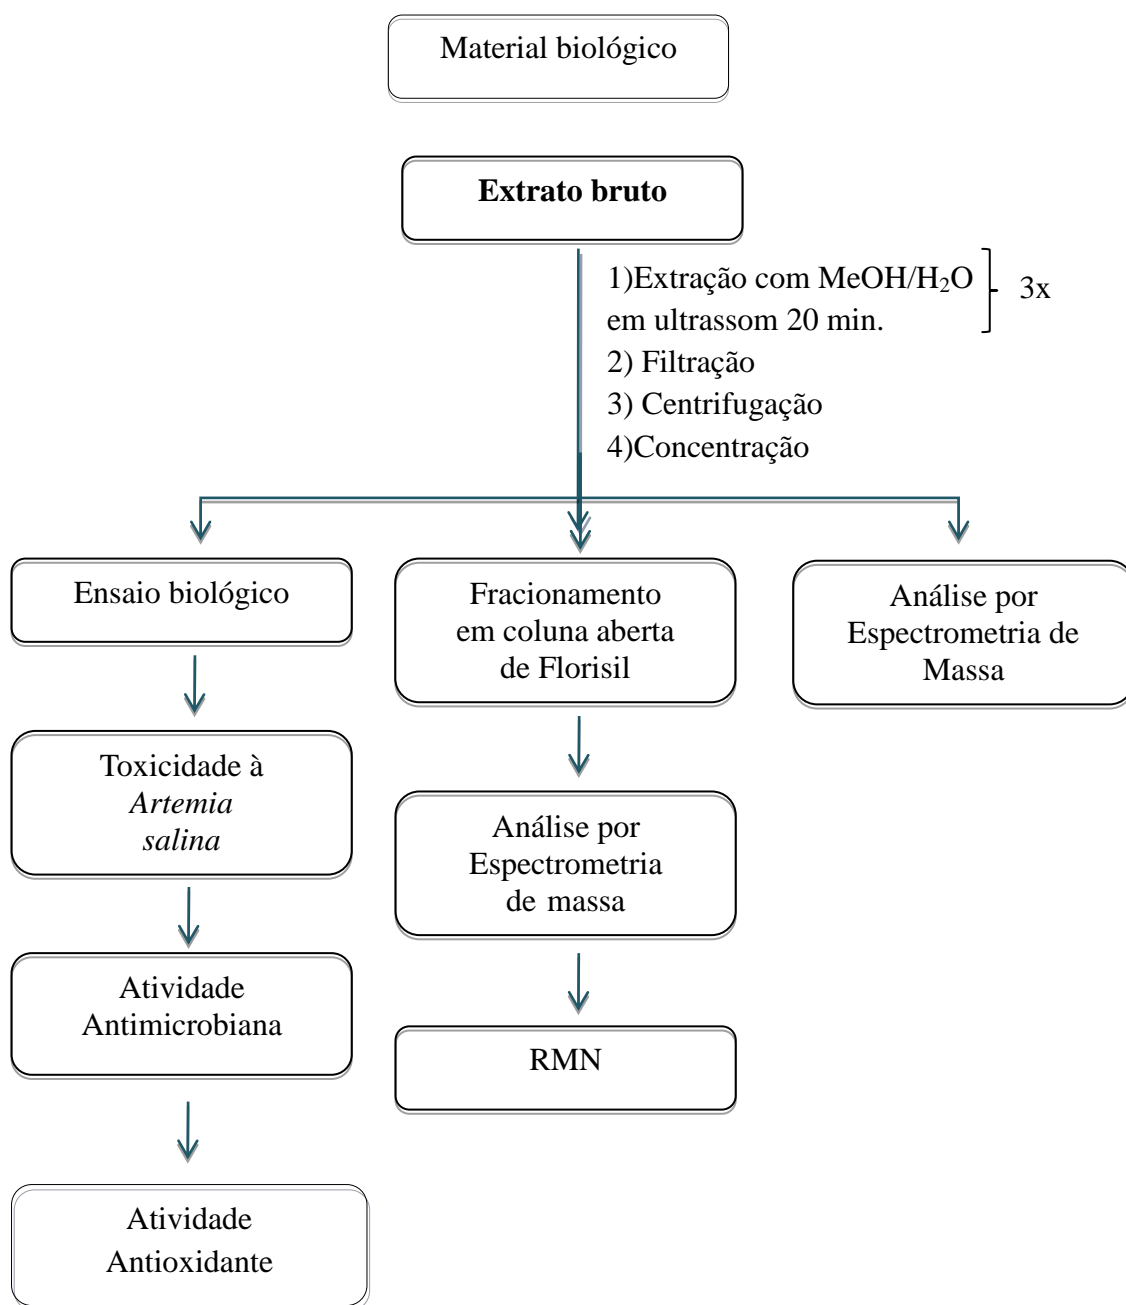 Material biológico
Extrato bruto
1)Extração com MeOH/H₂O
em ultrassom 20 min.
3x
2) Filtração
3) Centrifugação
4)Concentração
Ensaio biológico
Toxicidade à
Artemia
salina
Atividade
Antimicrobiana
Atividade
Antioxidante
Fracionamento
em coluna aberta
de Florisil
Análise por
Espectrometria
de massa
RMN
Análise por
Espectrometria de
Massa